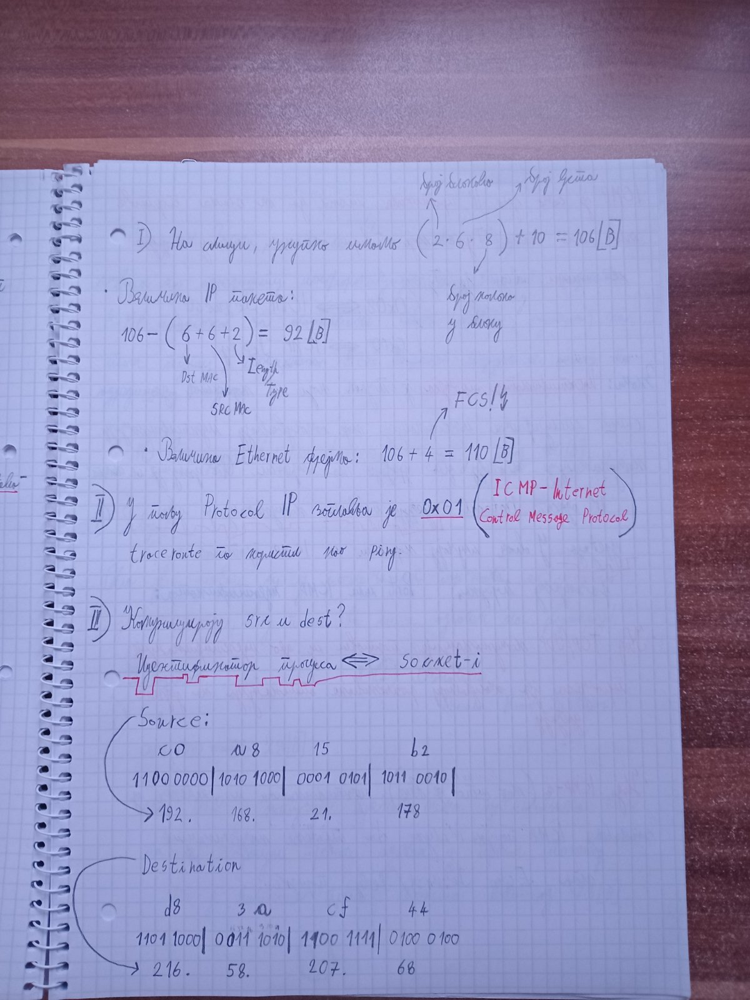 број блокова број врста
I) На слици, укупно имамо (2·6·8) + 10 = 106[B]
број колона
у блоку
· Величина IP пакета:
106 - (6+6+2) = 92[B]
Dst MAC
SRC MAC
Length/
Type
FCS!
· Величина Ethernet фрејма: 106 + 4 = 110[B]
II) У пољу Protocol IP заглавља је 0x01 (ICMP - Internet
Control Message Protocol)
traceroute то користи као ping.
III) Комуницирају src и dest?
Идентификатор процеса ⟺ socket-i
Source:
c0 a8 15 b2
1100 0000| 1010 1000| 0001 0101| 1011 0010|
192. 168. 21. 178
Destination
d8 3a cf 44
1101 1000| 0011 1010| 1100 1111| 0100 0100
216. 58. 207. 68